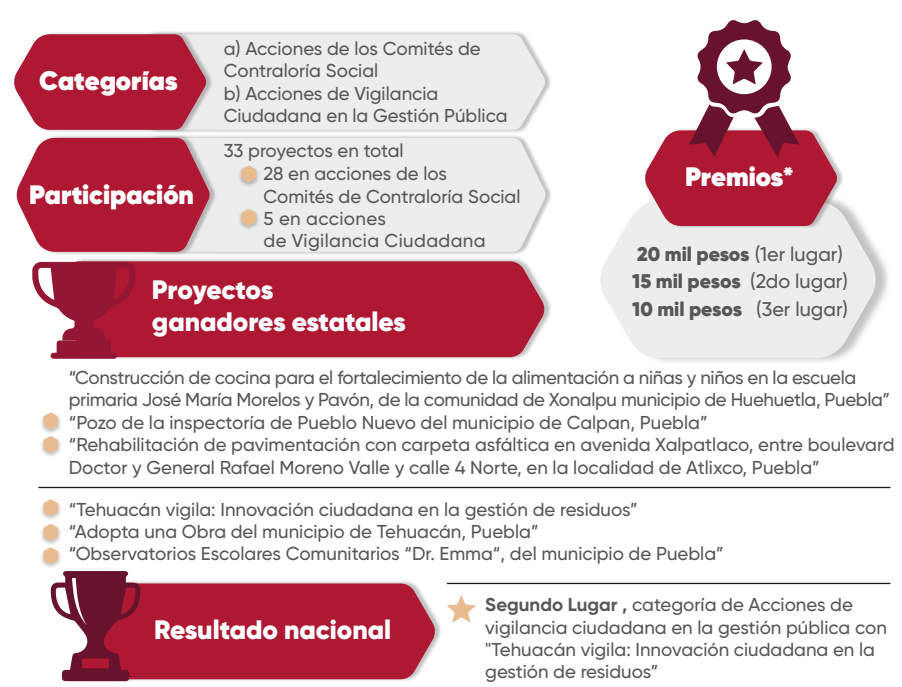 Categorías
a) Acciones de los Comités de
Contraloría Social
b) Acciones de Vigilancia
Ciudadana en la Gestión Pública
Participación
33 proyectos en total
28 en acciones de los
Comités de Contraloría Social
5 en acciones
de Vigilancia Ciudadana
Premios*
20 mil pesos (1er lugar)
15 mil pesos (2do lugar)
10 mil pesos (3er lugar)
Proyectos
ganadores estatales
“Construcción de cocina para el fortalecimiento de la alimentación a niñas y niños en la escuela
primaria José María Morelos y Pavón, de la comunidad de Xonalpu municipio de Huehuetla, Puebla”
“Pozo de la inspectoría de Pueblo Nuevo del municipio de Calpan, Puebla”
“Rehabilitación de pavimentación con carpeta asfáltica en avenida Xalpatlaco, entre boulevard
Doctor y General Rafael Moreno Valle y calle 4 Norte, en la localidad de Atlixco, Puebla”
“Tehuacán vigila: Innovación ciudadana en la gestión de residuos”
“Adopta una Obra del municipio de Tehuacán, Puebla”
“Observatorios Escolares Comunitarios “Dr. Emma“, del municipio de Puebla”
Resultado nacional
Segundo Lugar , categoría de Acciones de
vigilancia ciudadana en la gestión pública con
"Tehuacán vigila: Innovación ciudadana en la
gestión de residuos”